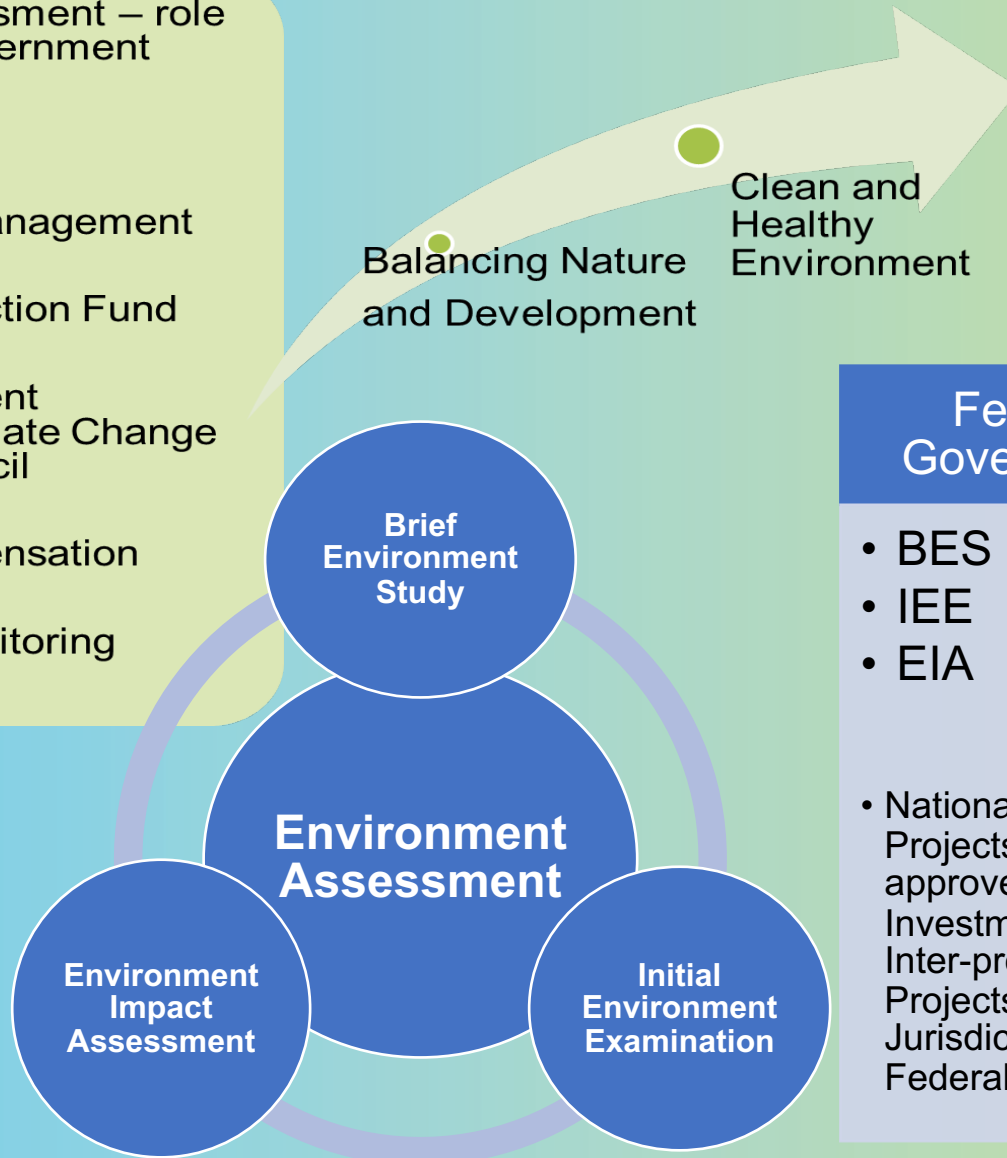 sment – role
ernment
anagement
ction Fund
ent
ate Change
cil
ensation
itoring
Balancing Nature
and Development
Clean and
Healthy
Environment
Brief
Environment
Study
Environment
Assessment
Environment
Impact
Assessment
Initial
Environment
Examination
Fe
Gove
• BES
• IEE
• EIA
• Nationa
Projects
approve
Investm
Inter-pro
Projects
Jurisdic
Federal